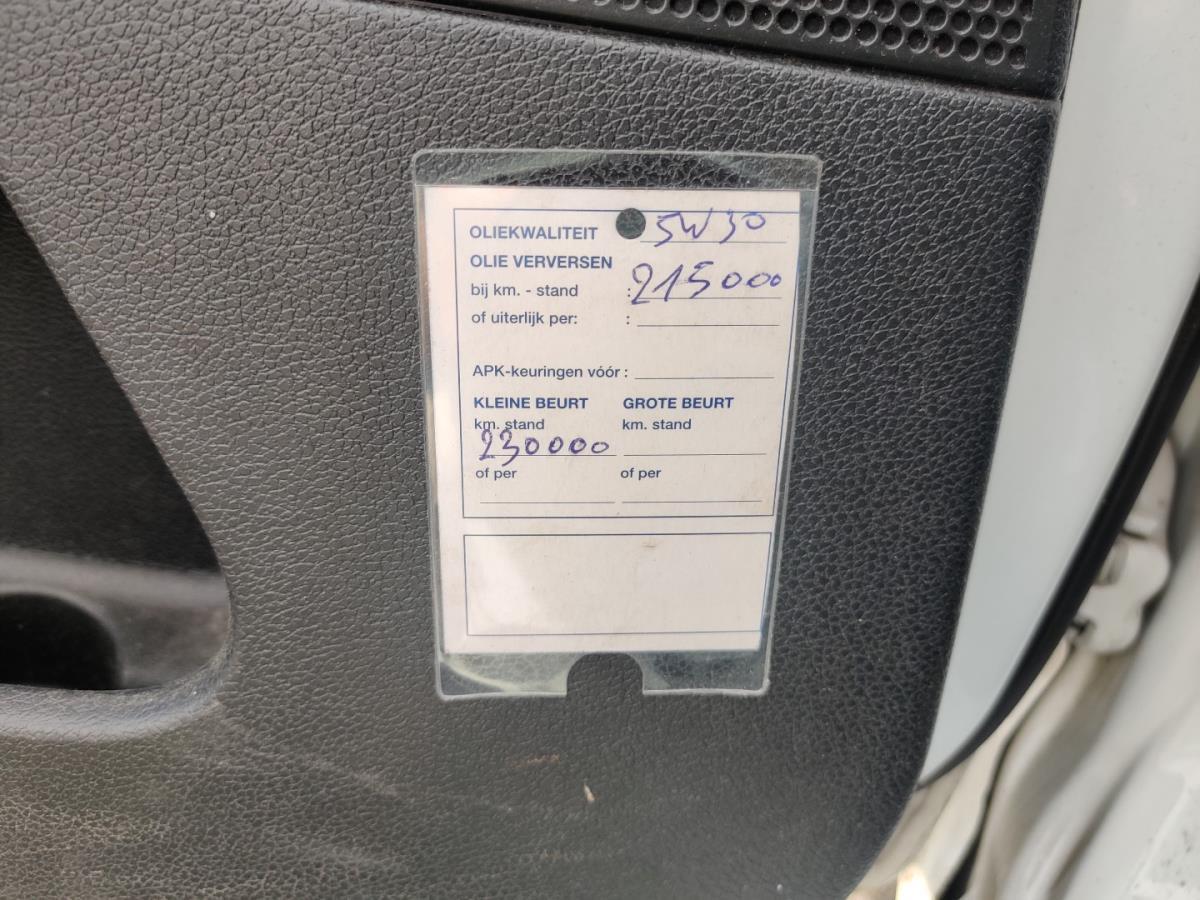 OLIEKWALITEIT 5W30
OLIE VERVERSEN
bij km. - stand : 215000
of uiterlijk per: :
APK-keuringen vóór :
KLEINE BEURT GROTE BEURT
km. stand km. stand
230000
of per of per